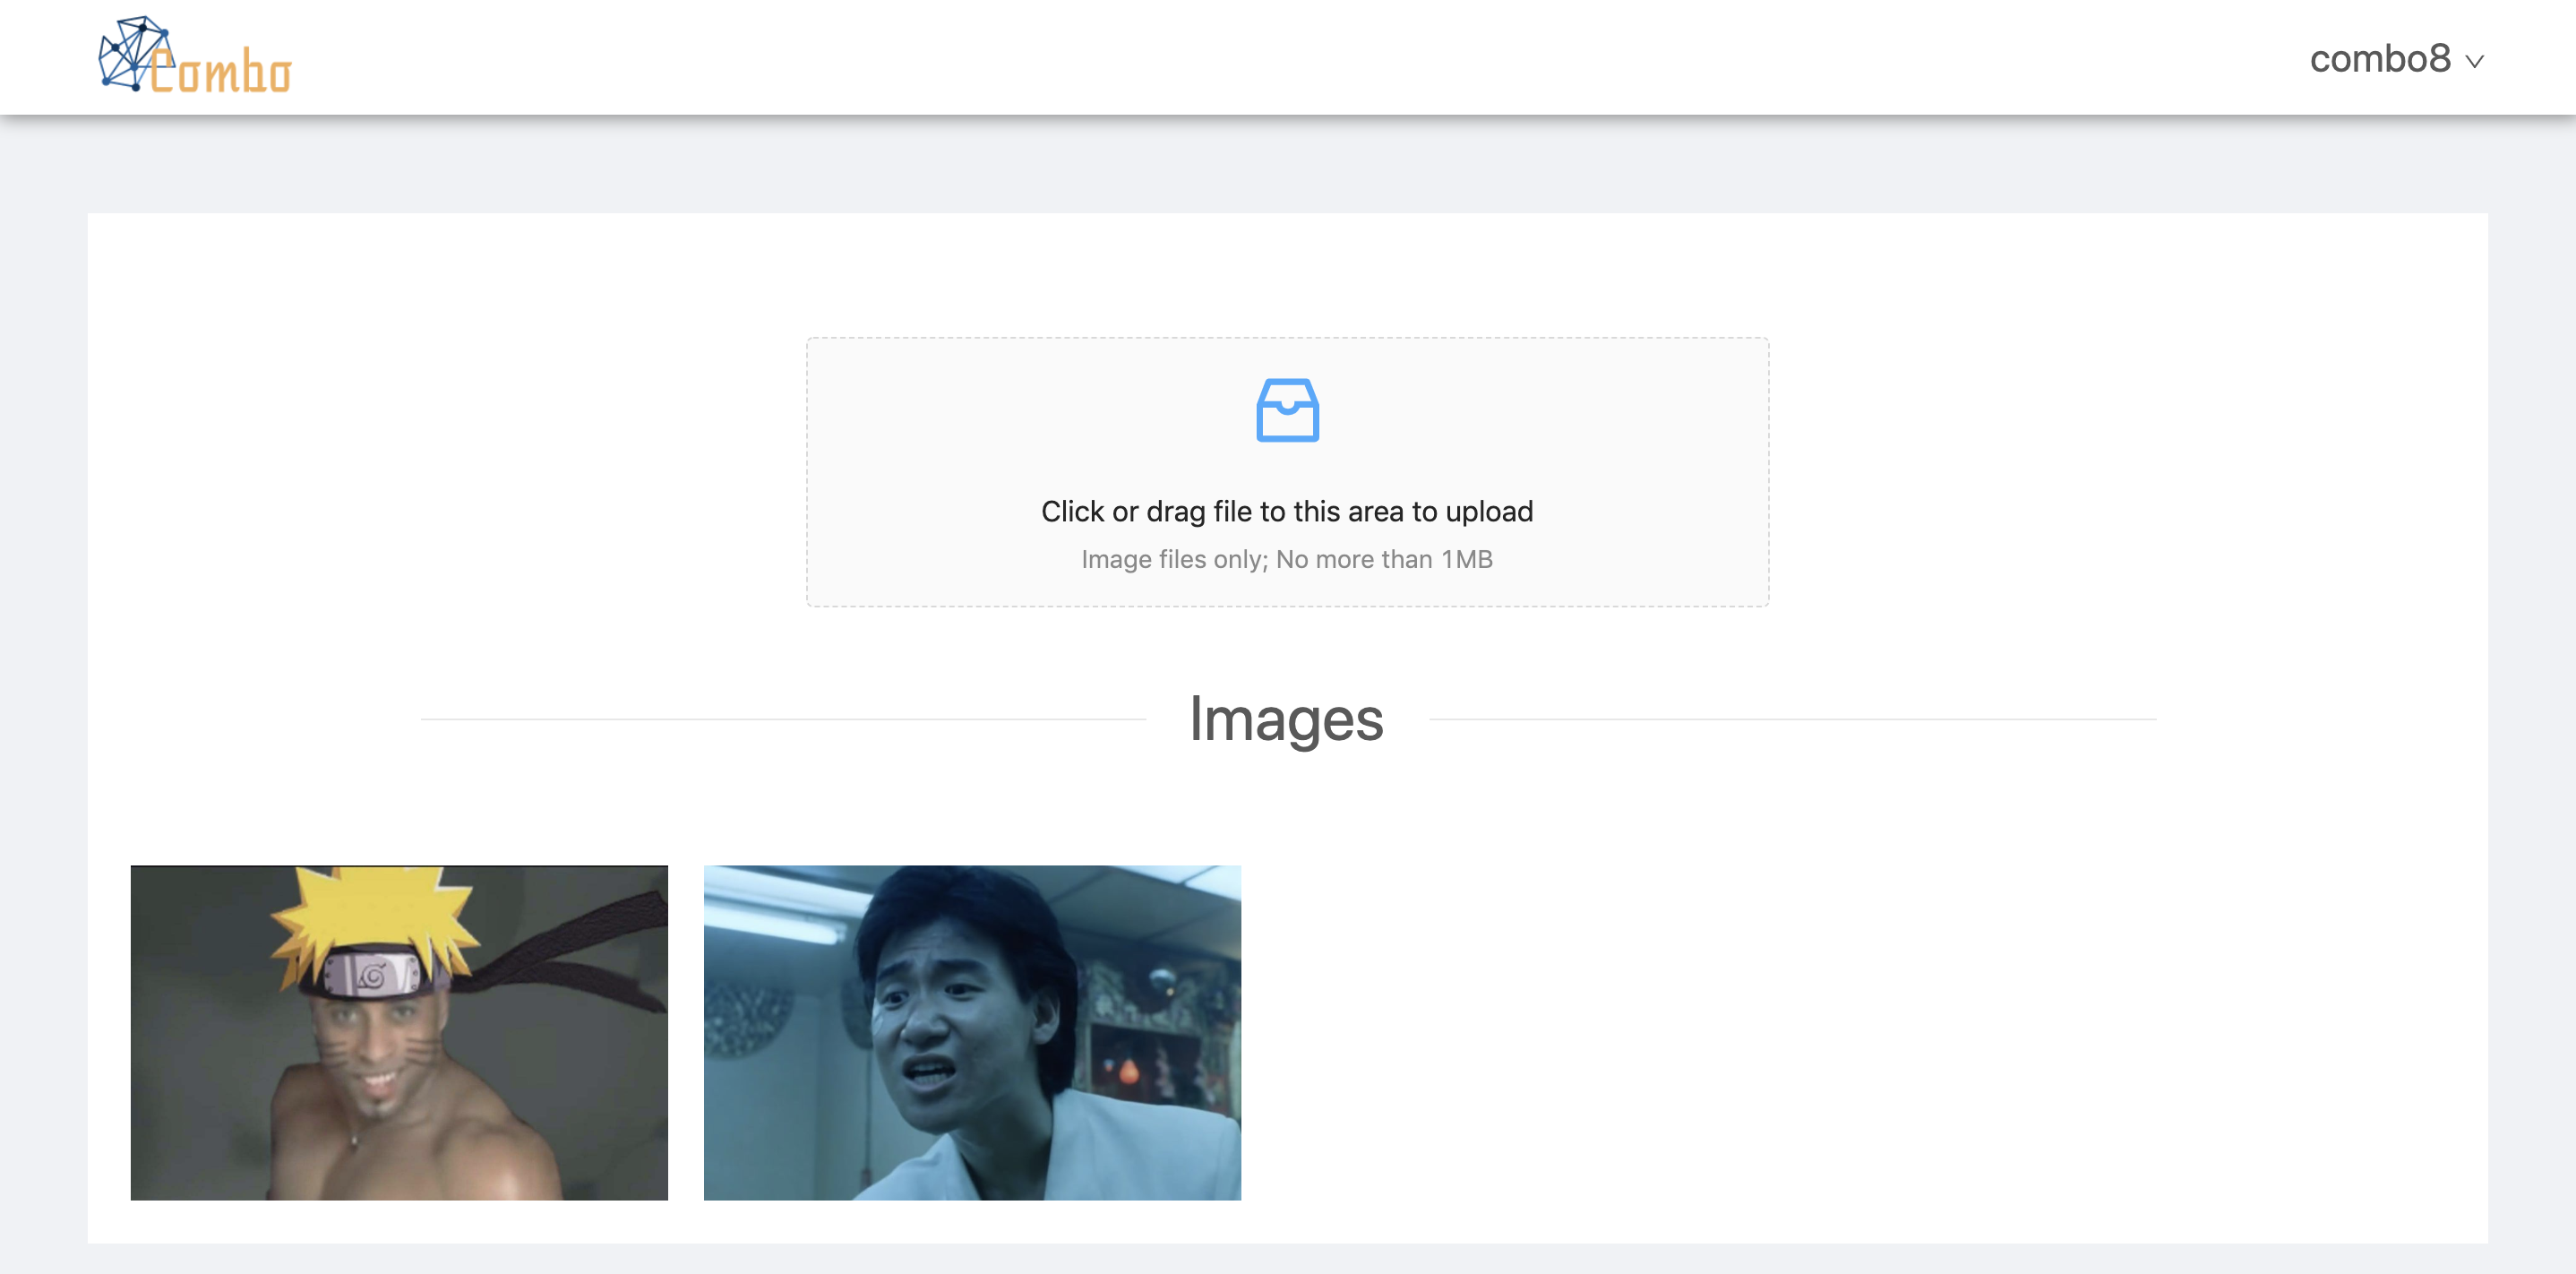 Combo
combo8
Click or drag file to this area to upload
Image files only; No more than 1MB
Images